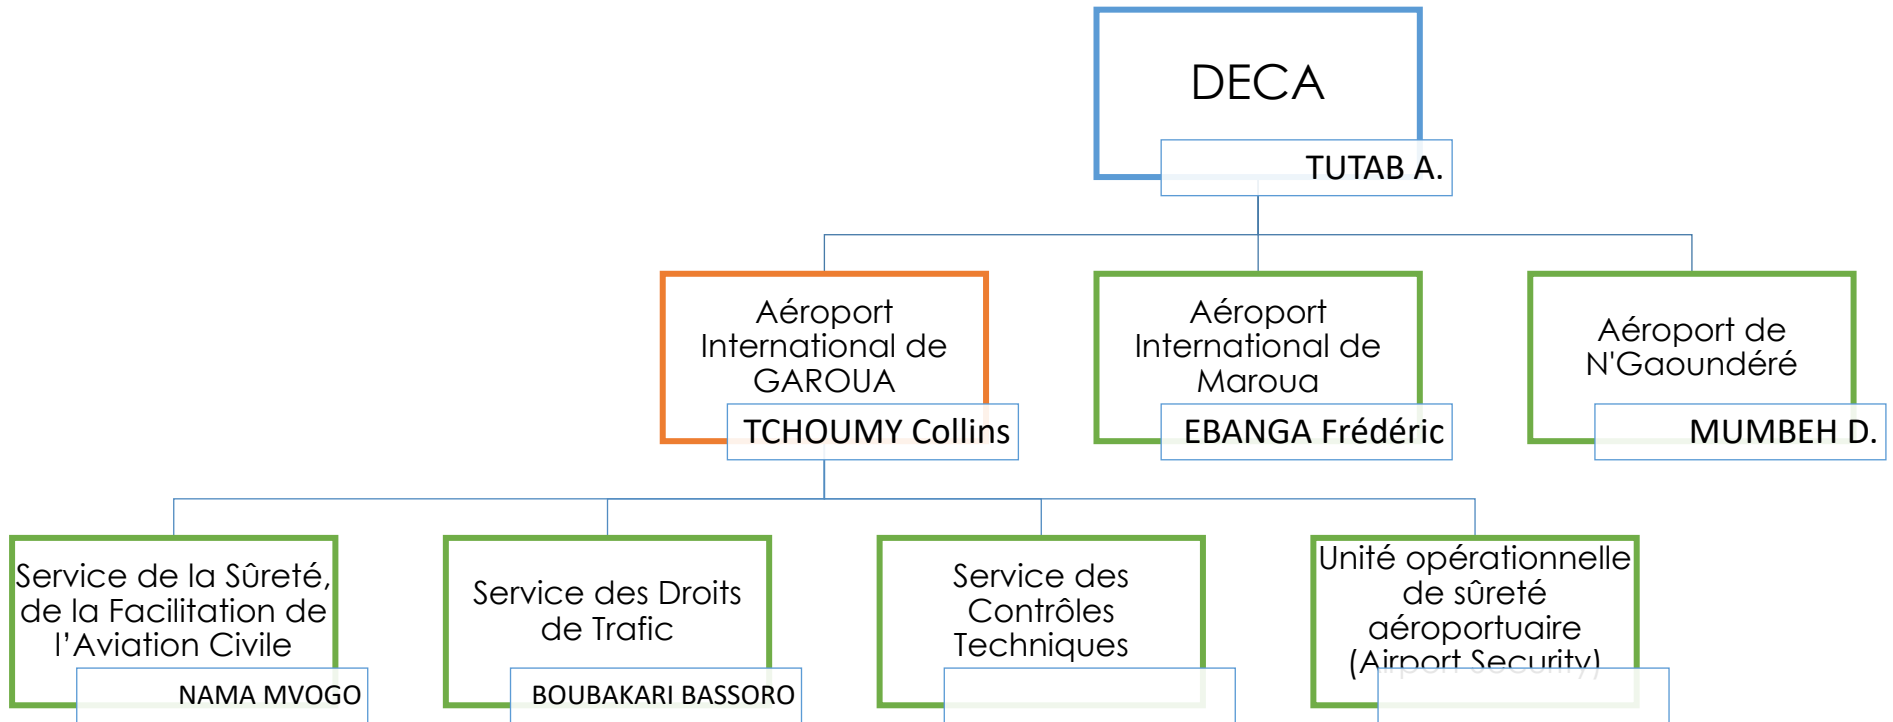 DECA
TUTAB A.
Aéroport
International de
GAROUA
TCHOUMY Collins
Aéroport
International de
Maroua
EBANGA Frédéric
Aéroport de
N'Gaoundéré
MUMBEH D.
Service de la Sûreté,
de la Facilitation de
l’Aviation Civile
NAMA MVOGO
Service des Droits
de Trafic
BOUBAKARI BASSORO
Service des
Contrôles
Techniques
Unité opérationnelle
de sûreté
aéroportuaire
(Airport Security)